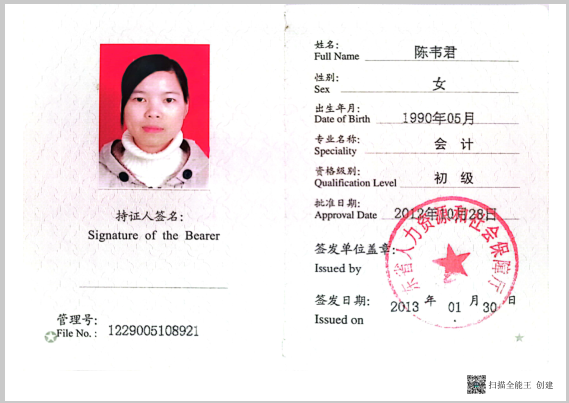 持证人签名:
Signature of the Bearer
管理号:
File No. : 1229005108921
姓名:
Full Name 陈韦君
性别:
Sex 女
出生年月:
Date of Birth 1990年05月
专业名称:
Speciality 会计
资格级别:
Qualification Level 初级
批准日期:
Approval Date 2012年10月28日
签发单位盖章:
Issued by
东省人力资源和社会保障厅
签发日期: 2013 年 01 月 30 日
Issued on
扫描全能王 创建